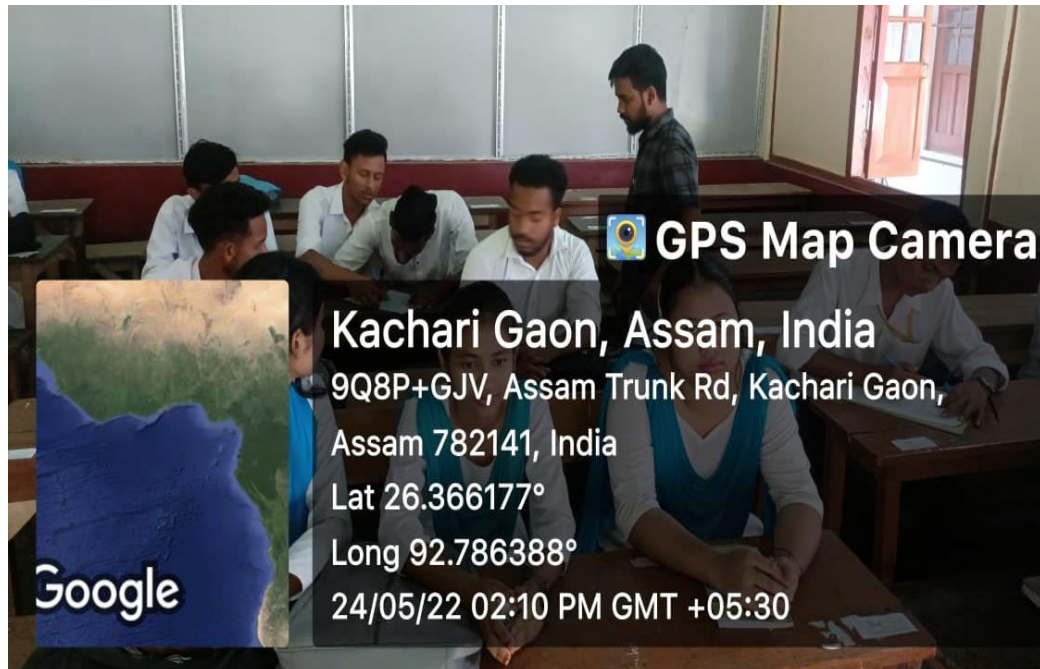 GPS Map Camera
Kachari Gaon, Assam, India
9Q8P+GJV, Assam Trunk Rd, Kachari Gaon,
Assam 782141, India
Lat 26.366177°
Long 92.786388°
24/05/22 02:10 PM GMT +05:30
Google